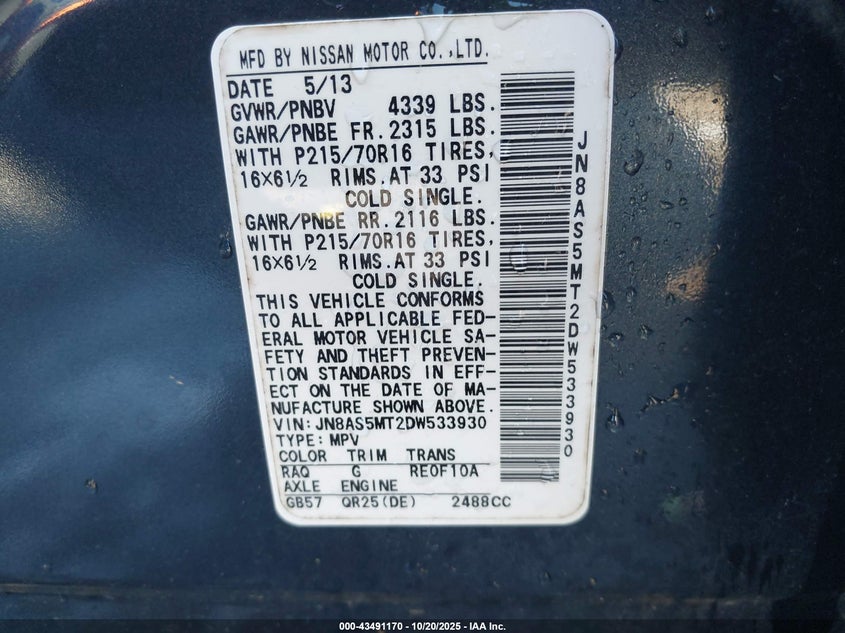 MFD BY NISSAN MOTOR CO.,LTD.
DATE 5/13
GVWR/PNBV 4339 LBS.
GAWR/PNBE FR. 2315 LBS.
WITH P215/70R16 TIRES,
16X6½ RIMS. AT 33 PSI
COLD SINGLE.
GAWR/PNBE RR. 2116 LBS.
WITH P215/70R16 TIRES,
16X6½ RIMS. AT 33 PSI
COLD SINGLE.
THIS VEHICLE CONFORMS
TO ALL APPLICABLE FED-
ERAL MOTOR VEHICLE SA-
FETY AND THEFT PREVEN-
TION STANDARDS IN EFF-
ECT ON THE DATE OF MA-
NUFACTURE SHOWN ABOVE.
VIN: JN8AS5MT2DW533930
TYPE: MPV
COLOR TRIM TRANS
RAQ G RE0F10A
AXLE ENGINE
GB57 QR25(DE) 2488CC
JN8AS5MT2DW533930
000-43491170 | 10/20/2025 - IAA Inc.